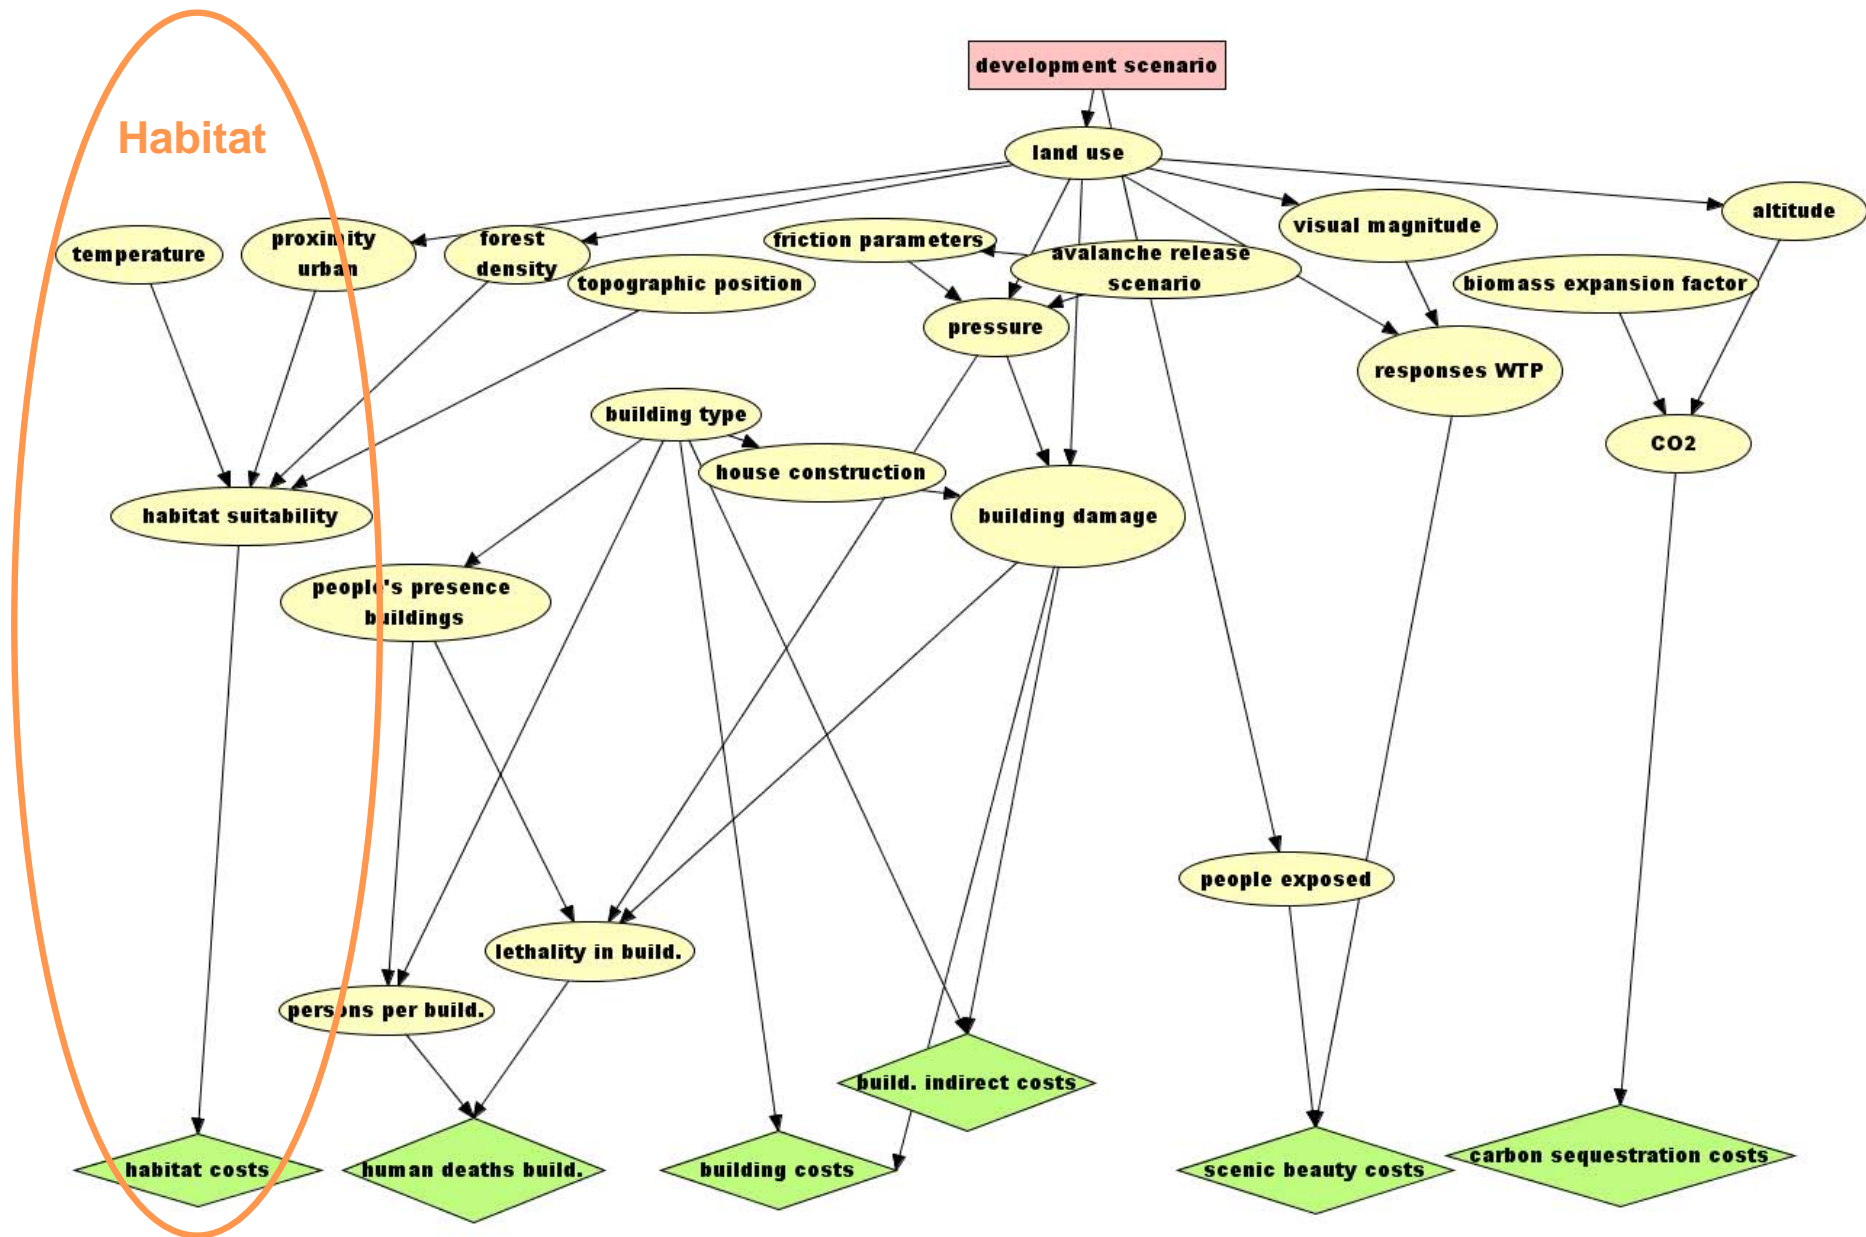 development scenario
Habitat
land use
temperature
proximity
urban
forest
density
topographic position
friction parameters
avalanche release
scenario
visual magnitude
altitude
biomass expansion factor
pressure
responses WTP
building type
house construction
CO2
habitat suitability
building damage
people's presence
buildings
people exposed
lethality in build.
persons per build.
build. indirect costs
habitat costs
human deaths build.
building costs
scenic beauty costs
carbon sequestration costs